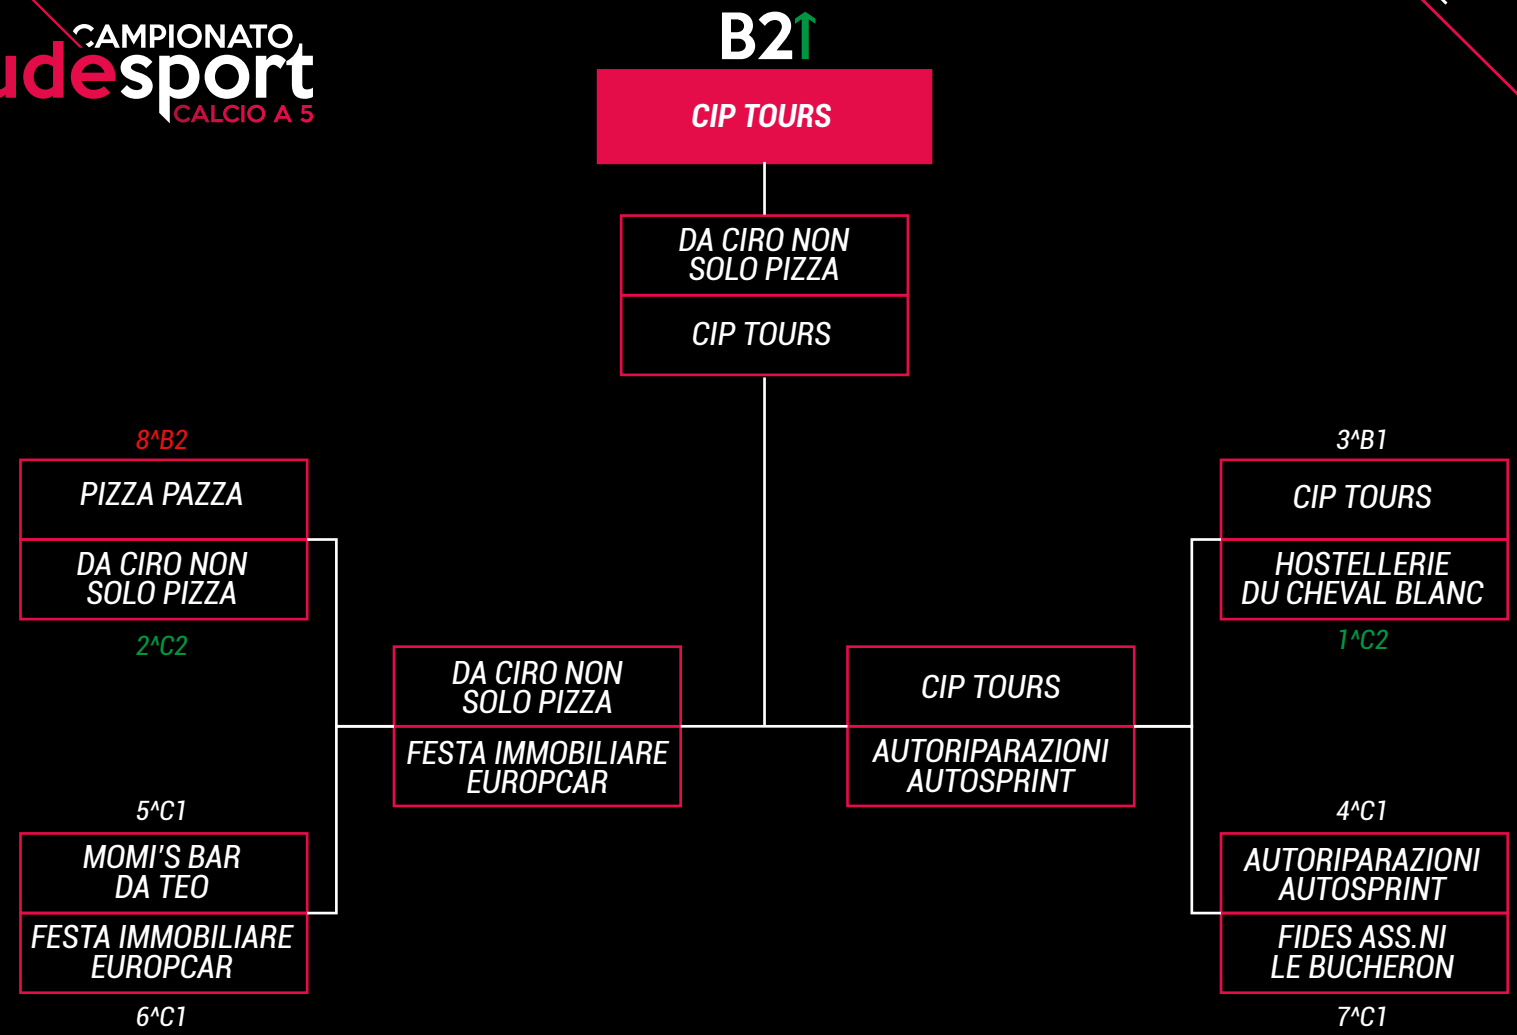 CAMPIONATO
udesport
CALCIO A 5
B2↑
CIP TOURS
DA CIRO NON
SOLO PIZZA
CIP TOURS
8^B2
PIZZA PAZZA
DA CIRO NON
SOLO PIZZA
2^C2
5^C1
MOMI'S BAR
DA TEO
FESTA IMMOBILIARE
EUROPCAR
6^C1
DA CIRO NON
SOLO PIZZA
FESTA IMMOBILIARE
EUROPCAR
CIP TOURS
AUTORIPARAZIONI
AUTOSPRINT
3^B1
CIP TOURS
HOSTELLERIE
DU CHEVAL BLANC
1^C2
4^C1
AUTORIPARAZIONI
AUTOSPRINT
FIDES ASS.NI
LE BUCHERON
7^C1